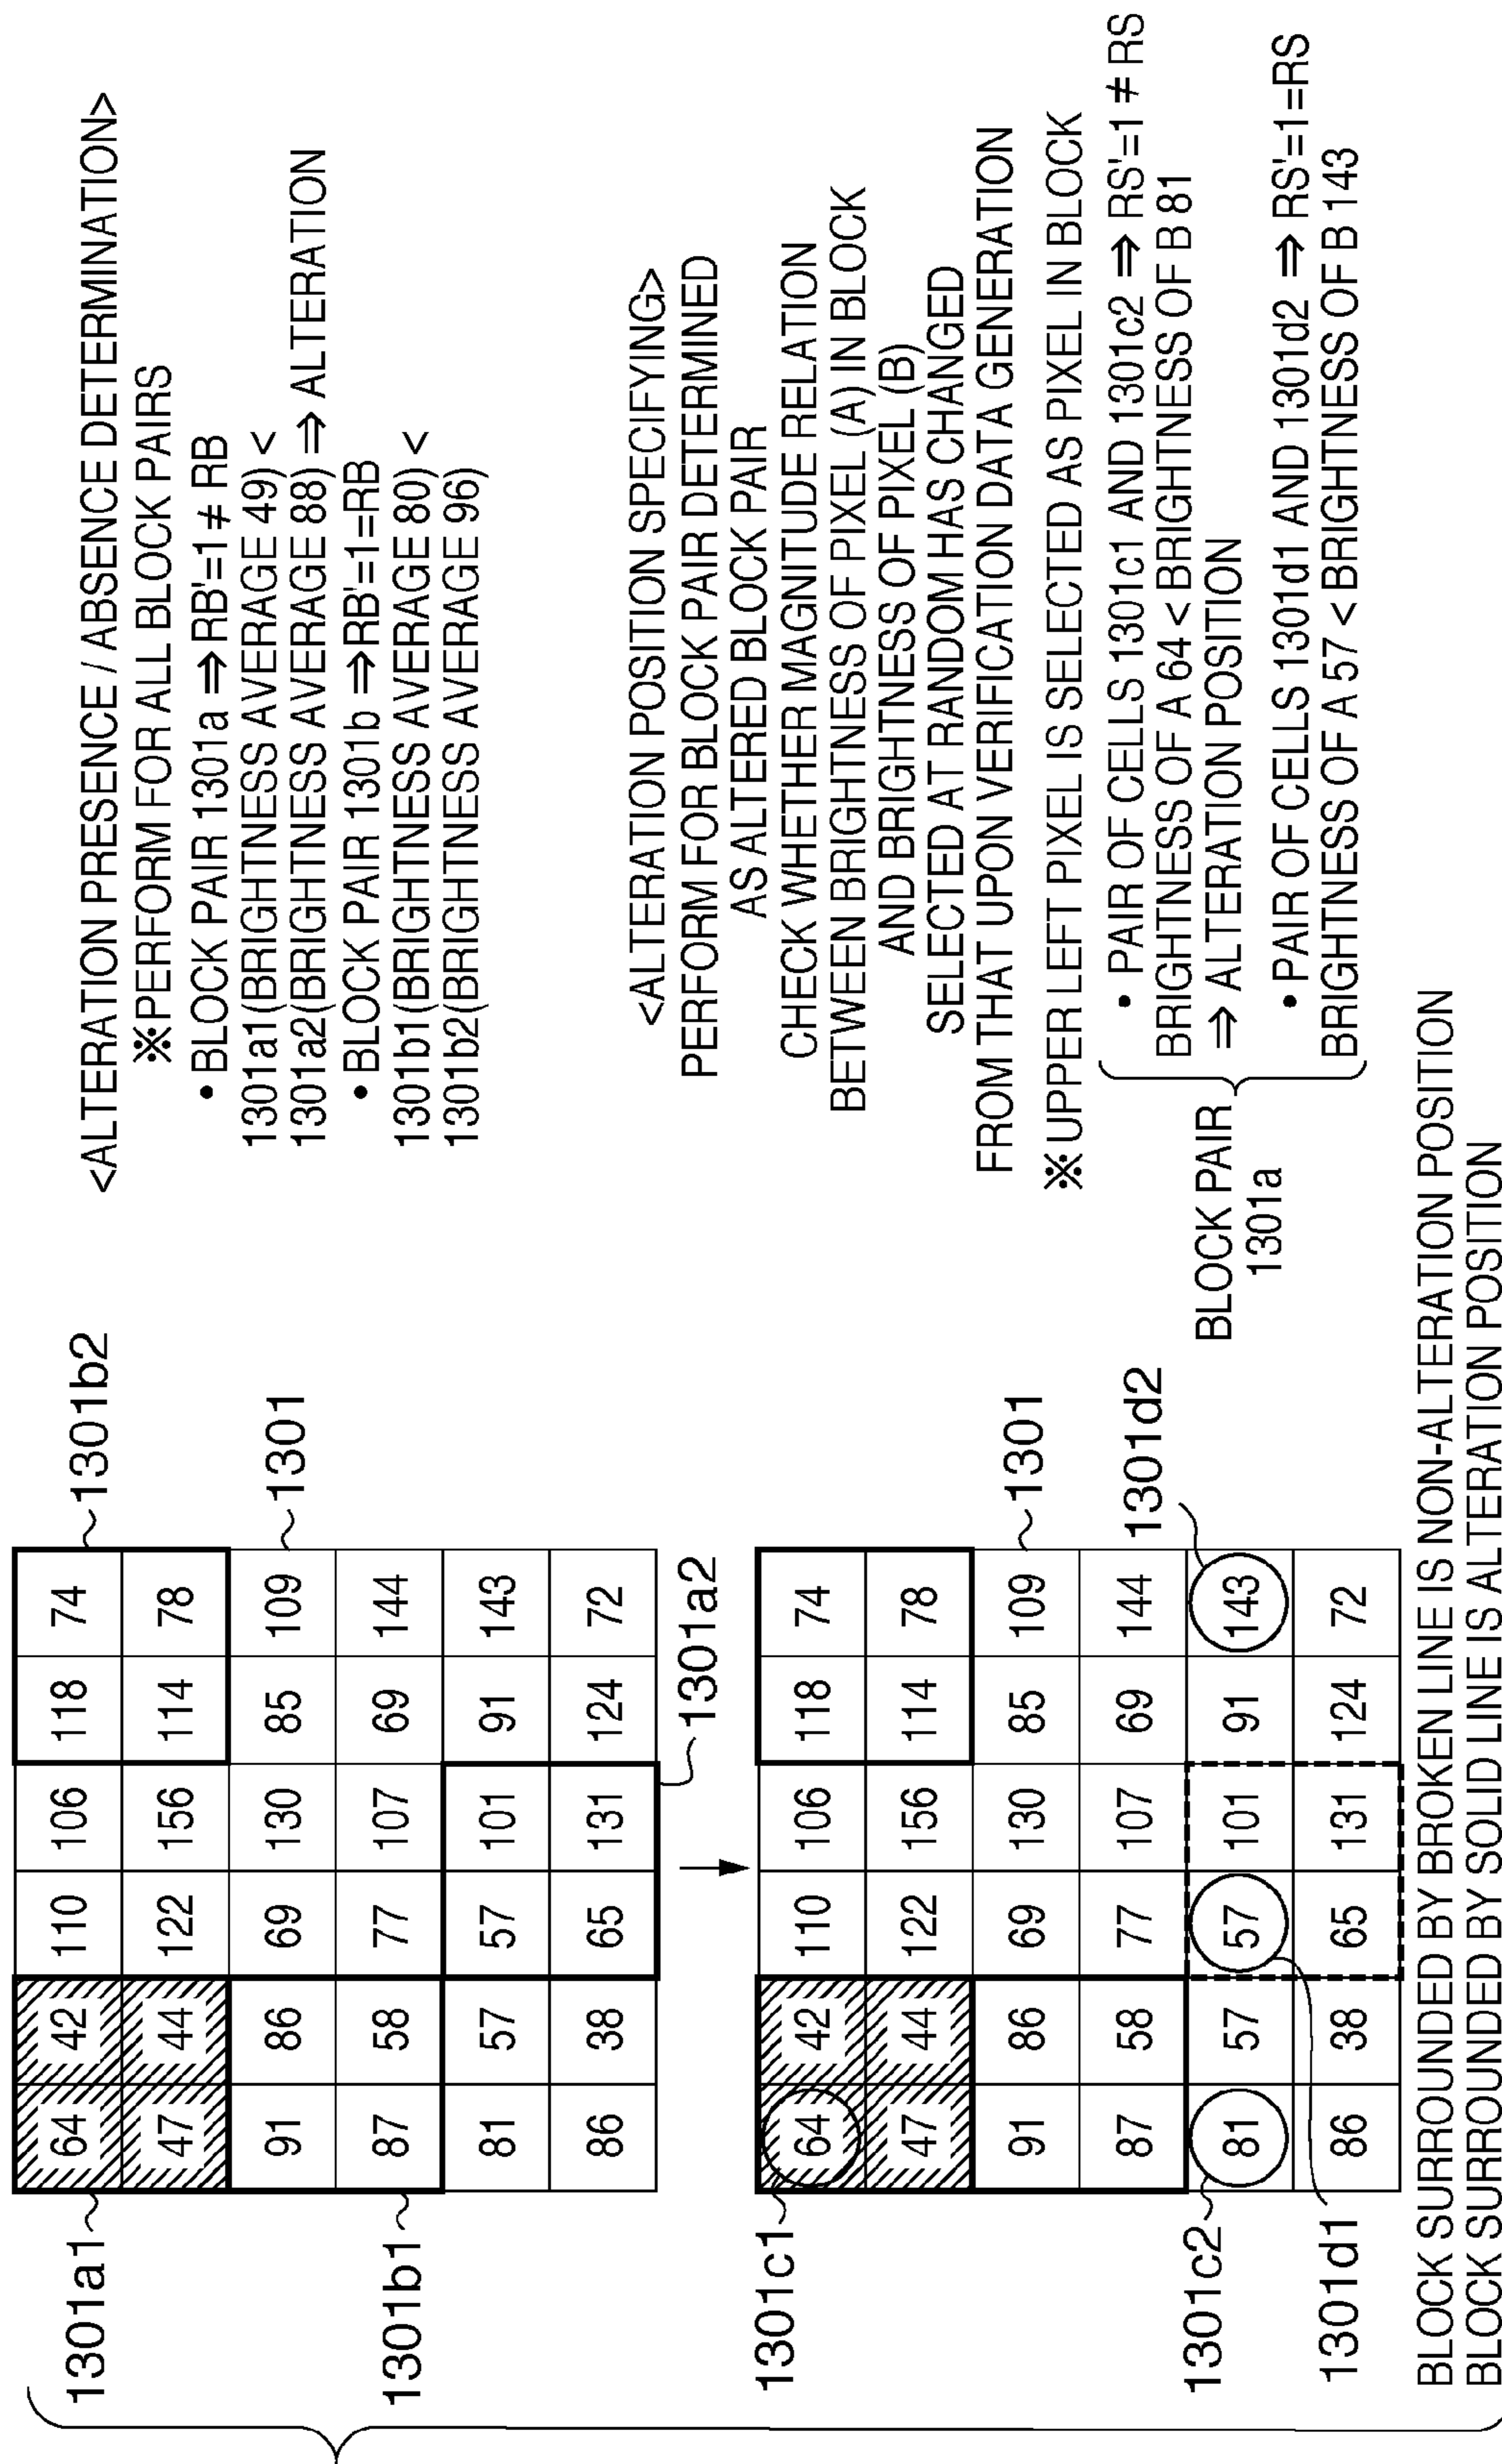 1301a1
1301b1
64 42 110 106 118 74
47 44 122 156 114 78
91 86 69 130 85 109
87 58 77 107 69 144
81 57 57 101 91 143
86 38 65 131 124 72
1301b2
1301
1301a2
<ALTERATION PRESENCE / ABSENCE DETERMINATION>
※PERFORM FOR ALL BLOCK PAIRS
• BLOCK PAIR 1301a ⇒RB'=1 ≠ RB
1301a1(BRIGHTNESS AVERAGE 49) <
1301a2(BRIGHTNESS AVERAGE 88) ⇒ ALTERATION
• BLOCK PAIR 1301b ⇒RB'=1=RB
1301b1(BRIGHTNESS AVERAGE 80) <
1301b2(BRIGHTNESS AVERAGE 96)
1301c1
1301c2
1301d1
64 42 110 106 118 74
47 44 122 156 114 78
91 86 69 130 85 109
87 58 77 107 69 144
81 57 57 101 91 143
86 38 65 131 124 72
1301
1301d2
<ALTERATION POSITION SPECIFYING>
PERFORM FOR BLOCK PAIR DETERMINED
AS ALTERED BLOCK PAIR
CHECK WHETHER MAGNITUDE RELATION
BETWEEN BRIGHTNESS OF PIXEL (A) IN BLOCK
AND BRIGHTNESS OF PIXEL (B)
SELECTED AT RANDOM HAS CHANGED
FROM THAT UPON VERIFICATION DATA GENERATION
※ UPPER LEFT PIXEL IS SELECTED AS PIXEL IN BLOCK
BLOCK PAIR
1301a
• PAIR OF CELLS 1301c1 AND 1301c2 ⇒ RS'=1 ≠ RS
BRIGHTNESS OF A 64 < BRIGHTNESS OF B 81
⇒ ALTERATION POSITION
• PAIR OF CELLS 1301d1 AND 1301d2 ⇒ RS'=1=RS
BRIGHTNESS OF A 57 < BRIGHTNESS OF B 143
BLOCK SURROUNDED BY BROKEN LINE IS NON-ALTERATION POSITION
BLOCK SURROUNDED BY SOLID LINE IS ALTERATION POSITION